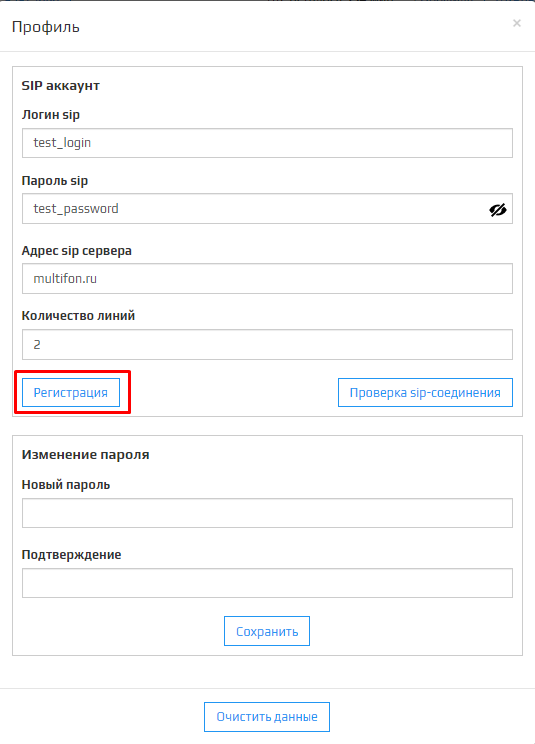 Профиль
×
SIP аккаунт
Логин sip
test_login
Пароль sip
test_password
Адрес sip сервера
multifon.ru
Количество линий
2
Регистрация
Проверка sip-соединения
Изменение пароля
Новый пароль
Подтверждение
Сохранить
Очистить данные